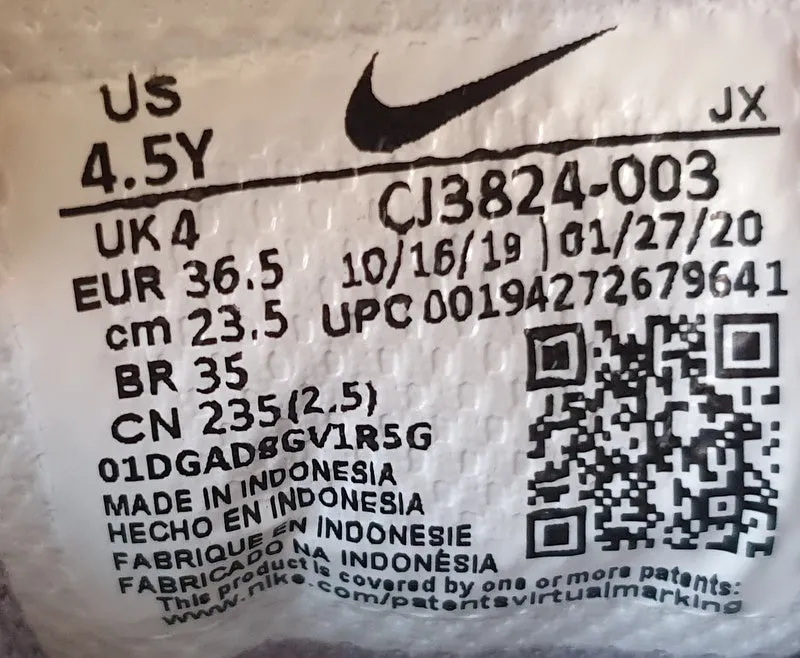 US
JX
4.5Y
UK 4
CJ3824-003
EUR 36.5
10/16/19 | 01/27/20
cm 23.5
UPC 00194272679641
BR 35
CN 235(2.5)
01DGAD8GV1R5G
MADE IN INDONESIA
HECHO EN INDONESIA
FABRIQUE EN INDONESIE
FABRICADO NA INDONÉSIA
This product is covered by one or more patents:
www.nike.com/patentsvirtualmarking